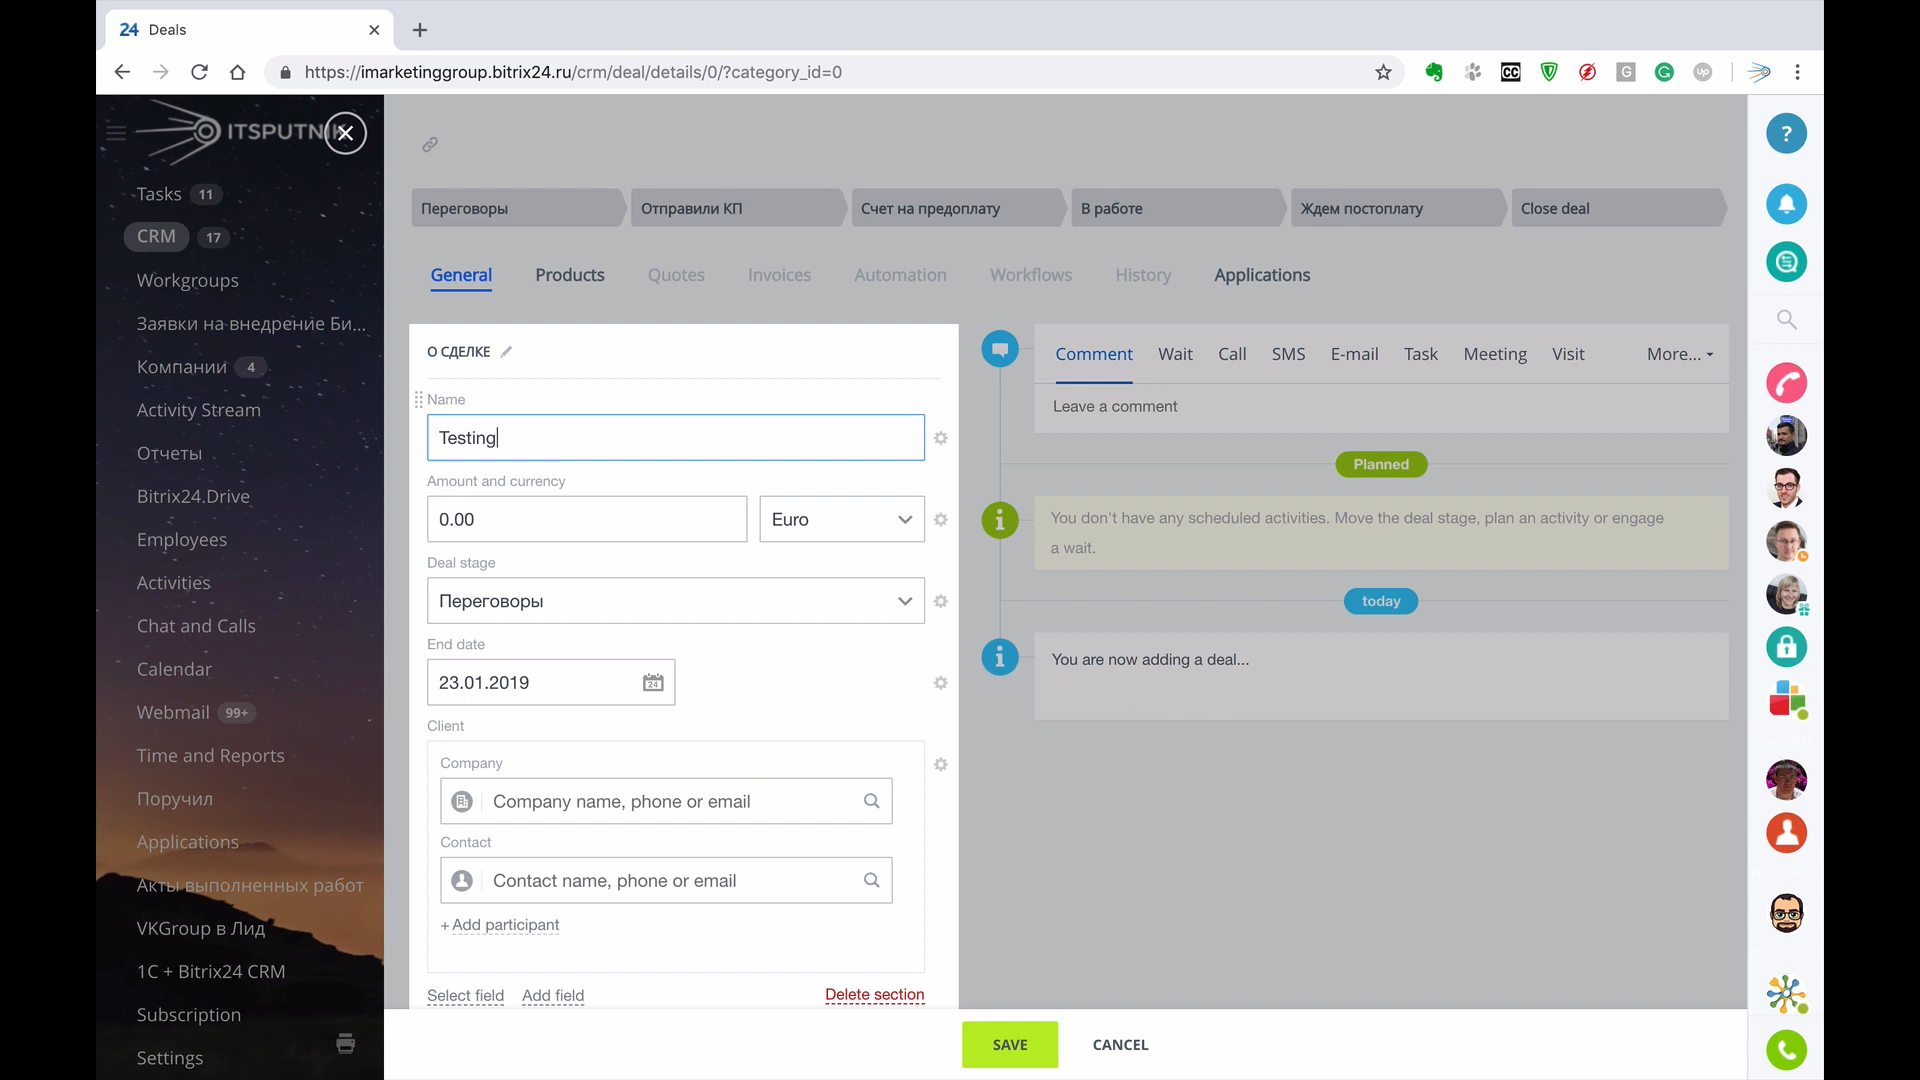 24 Deals
https://imarketinggroup.bitrix24.ru/crm/deal/details/0/?category_id=0
ITSPUTNIK
Tasks 11
CRM 17
Workgroups
Заявки на внедрение Би...
Компании 4
Activity Stream
Отчеты
Bitrix24.Drive
Employees
Activities
Chat and Calls
Calendar
Webmail 99+
Time and Reports
Поручил
Applications
Акты выполненных работ
VKGroup в Лид
1C + Bitrix24 CRM
Subscription
Settings
Переговоры
Отправили КП
Счет на предоплату
В работе
Ждем постоплату
Close deal
General Products Quotes Invoices Automation Workflows History Applications
О СДЕЛКЕ
Name
Testing
Amount and currency
0.00 Euro
Deal stage
Переговоры
End date
23.01.2019
24
Client
Company
Company name, phone or email
Contact
Contact name, phone or email
+ Add participant
Select field Add field Delete section
Comment Wait Call SMS E-mail Task Meeting Visit More...
Leave a comment
Planned
You don't have any scheduled activities. Move the deal stage, plan an activity or engage
a wait.
today
You are now adding a deal...
SAVE CANCEL
CC
G
G
Up
?